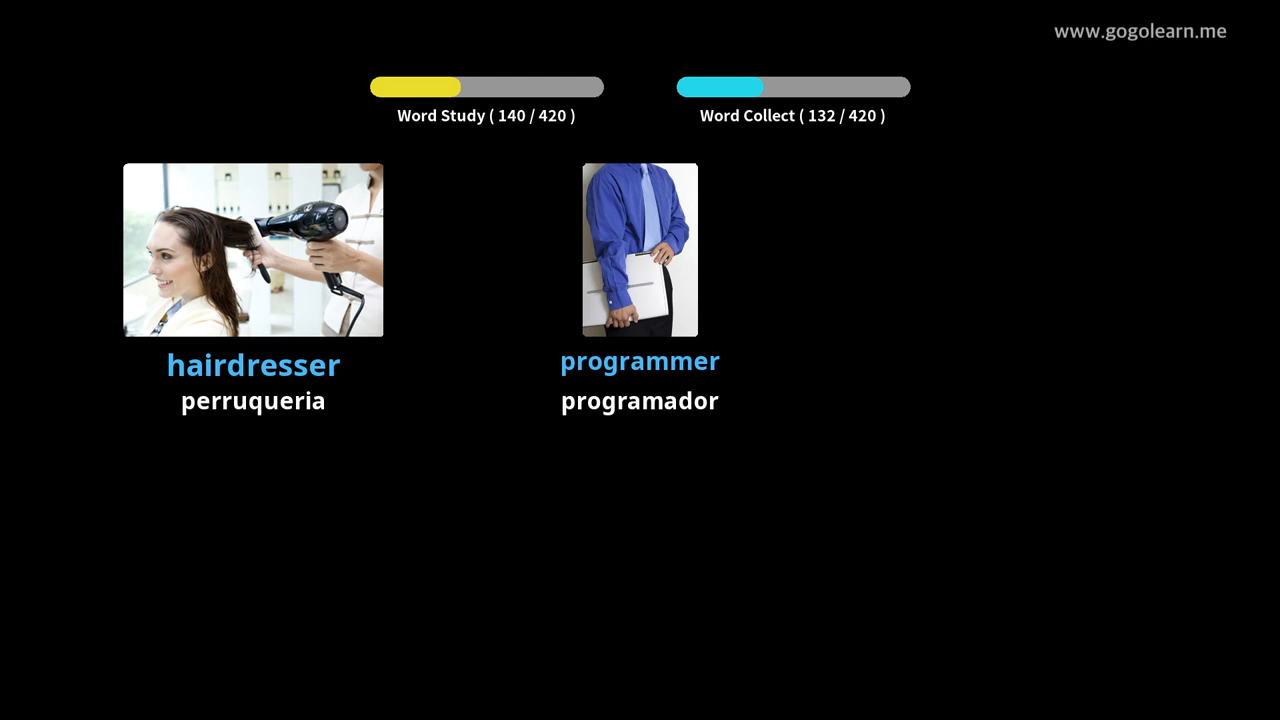 www.gogolearn.me
Word Study ( 140 / 420 )
Word Collect ( 132 / 420 )
hairdresser
perruqueria
programmer
programador